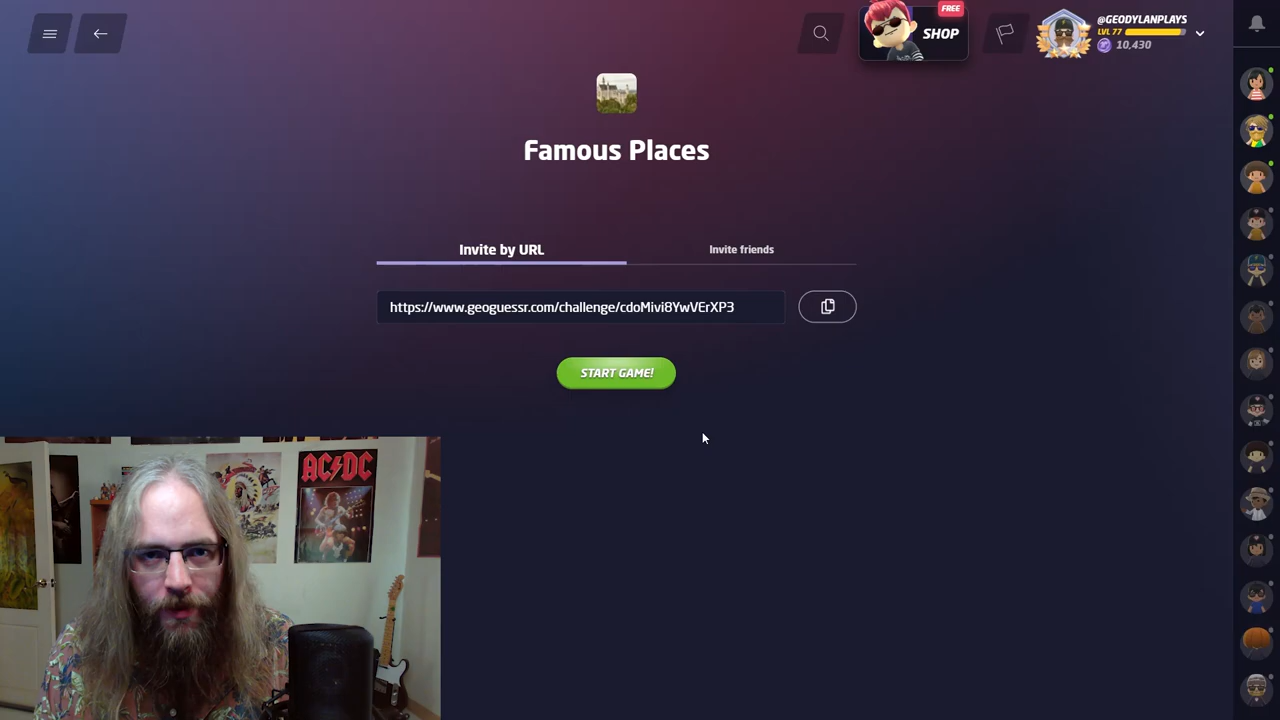 FREE
SHOP
@GEODYLANPLAYS
LVL 77
10,430
Famous Places
Invite by URL
Invite friends
https://www.geoguessr.com/challenge/cdoMivi8YwVErXP3
START GAME!
AC/DC